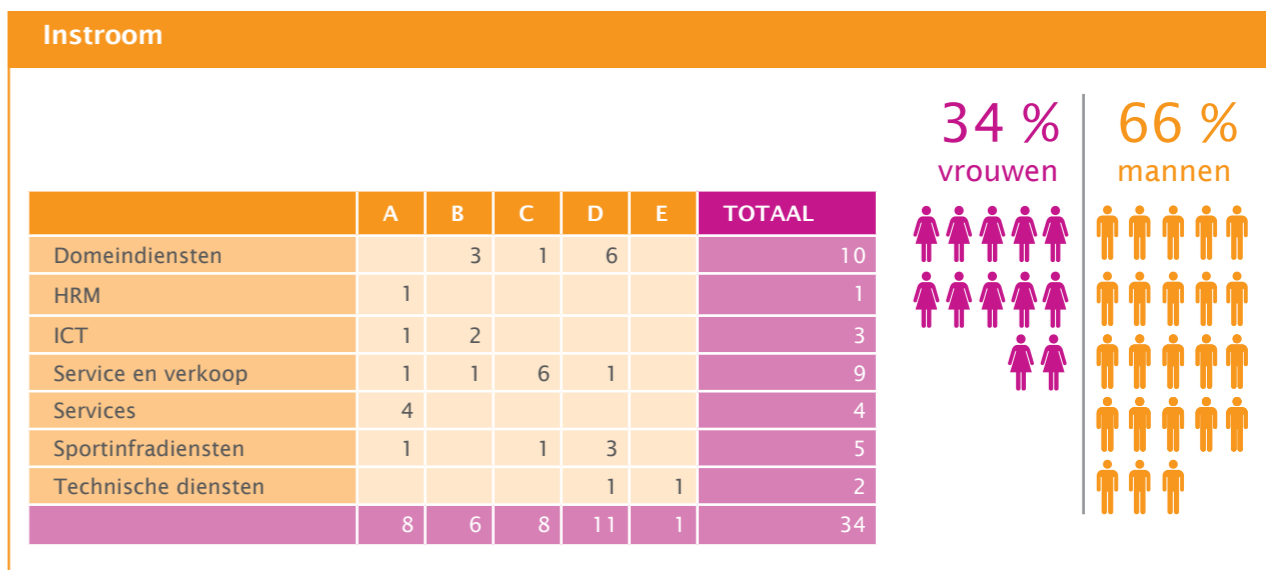 Instroom
34 % 66 %
vrouwen mannen
A B C D E TOTAAL
Domeindiensten 3 1 6 10
HRM 1 1
ICT 1 2 3
Service en verkoop 1 1 6 1 9
Services 4 4
Sportinfradiensten 1 1 3 5
Technische diensten 1 1 2
8 6 8 11 1 34